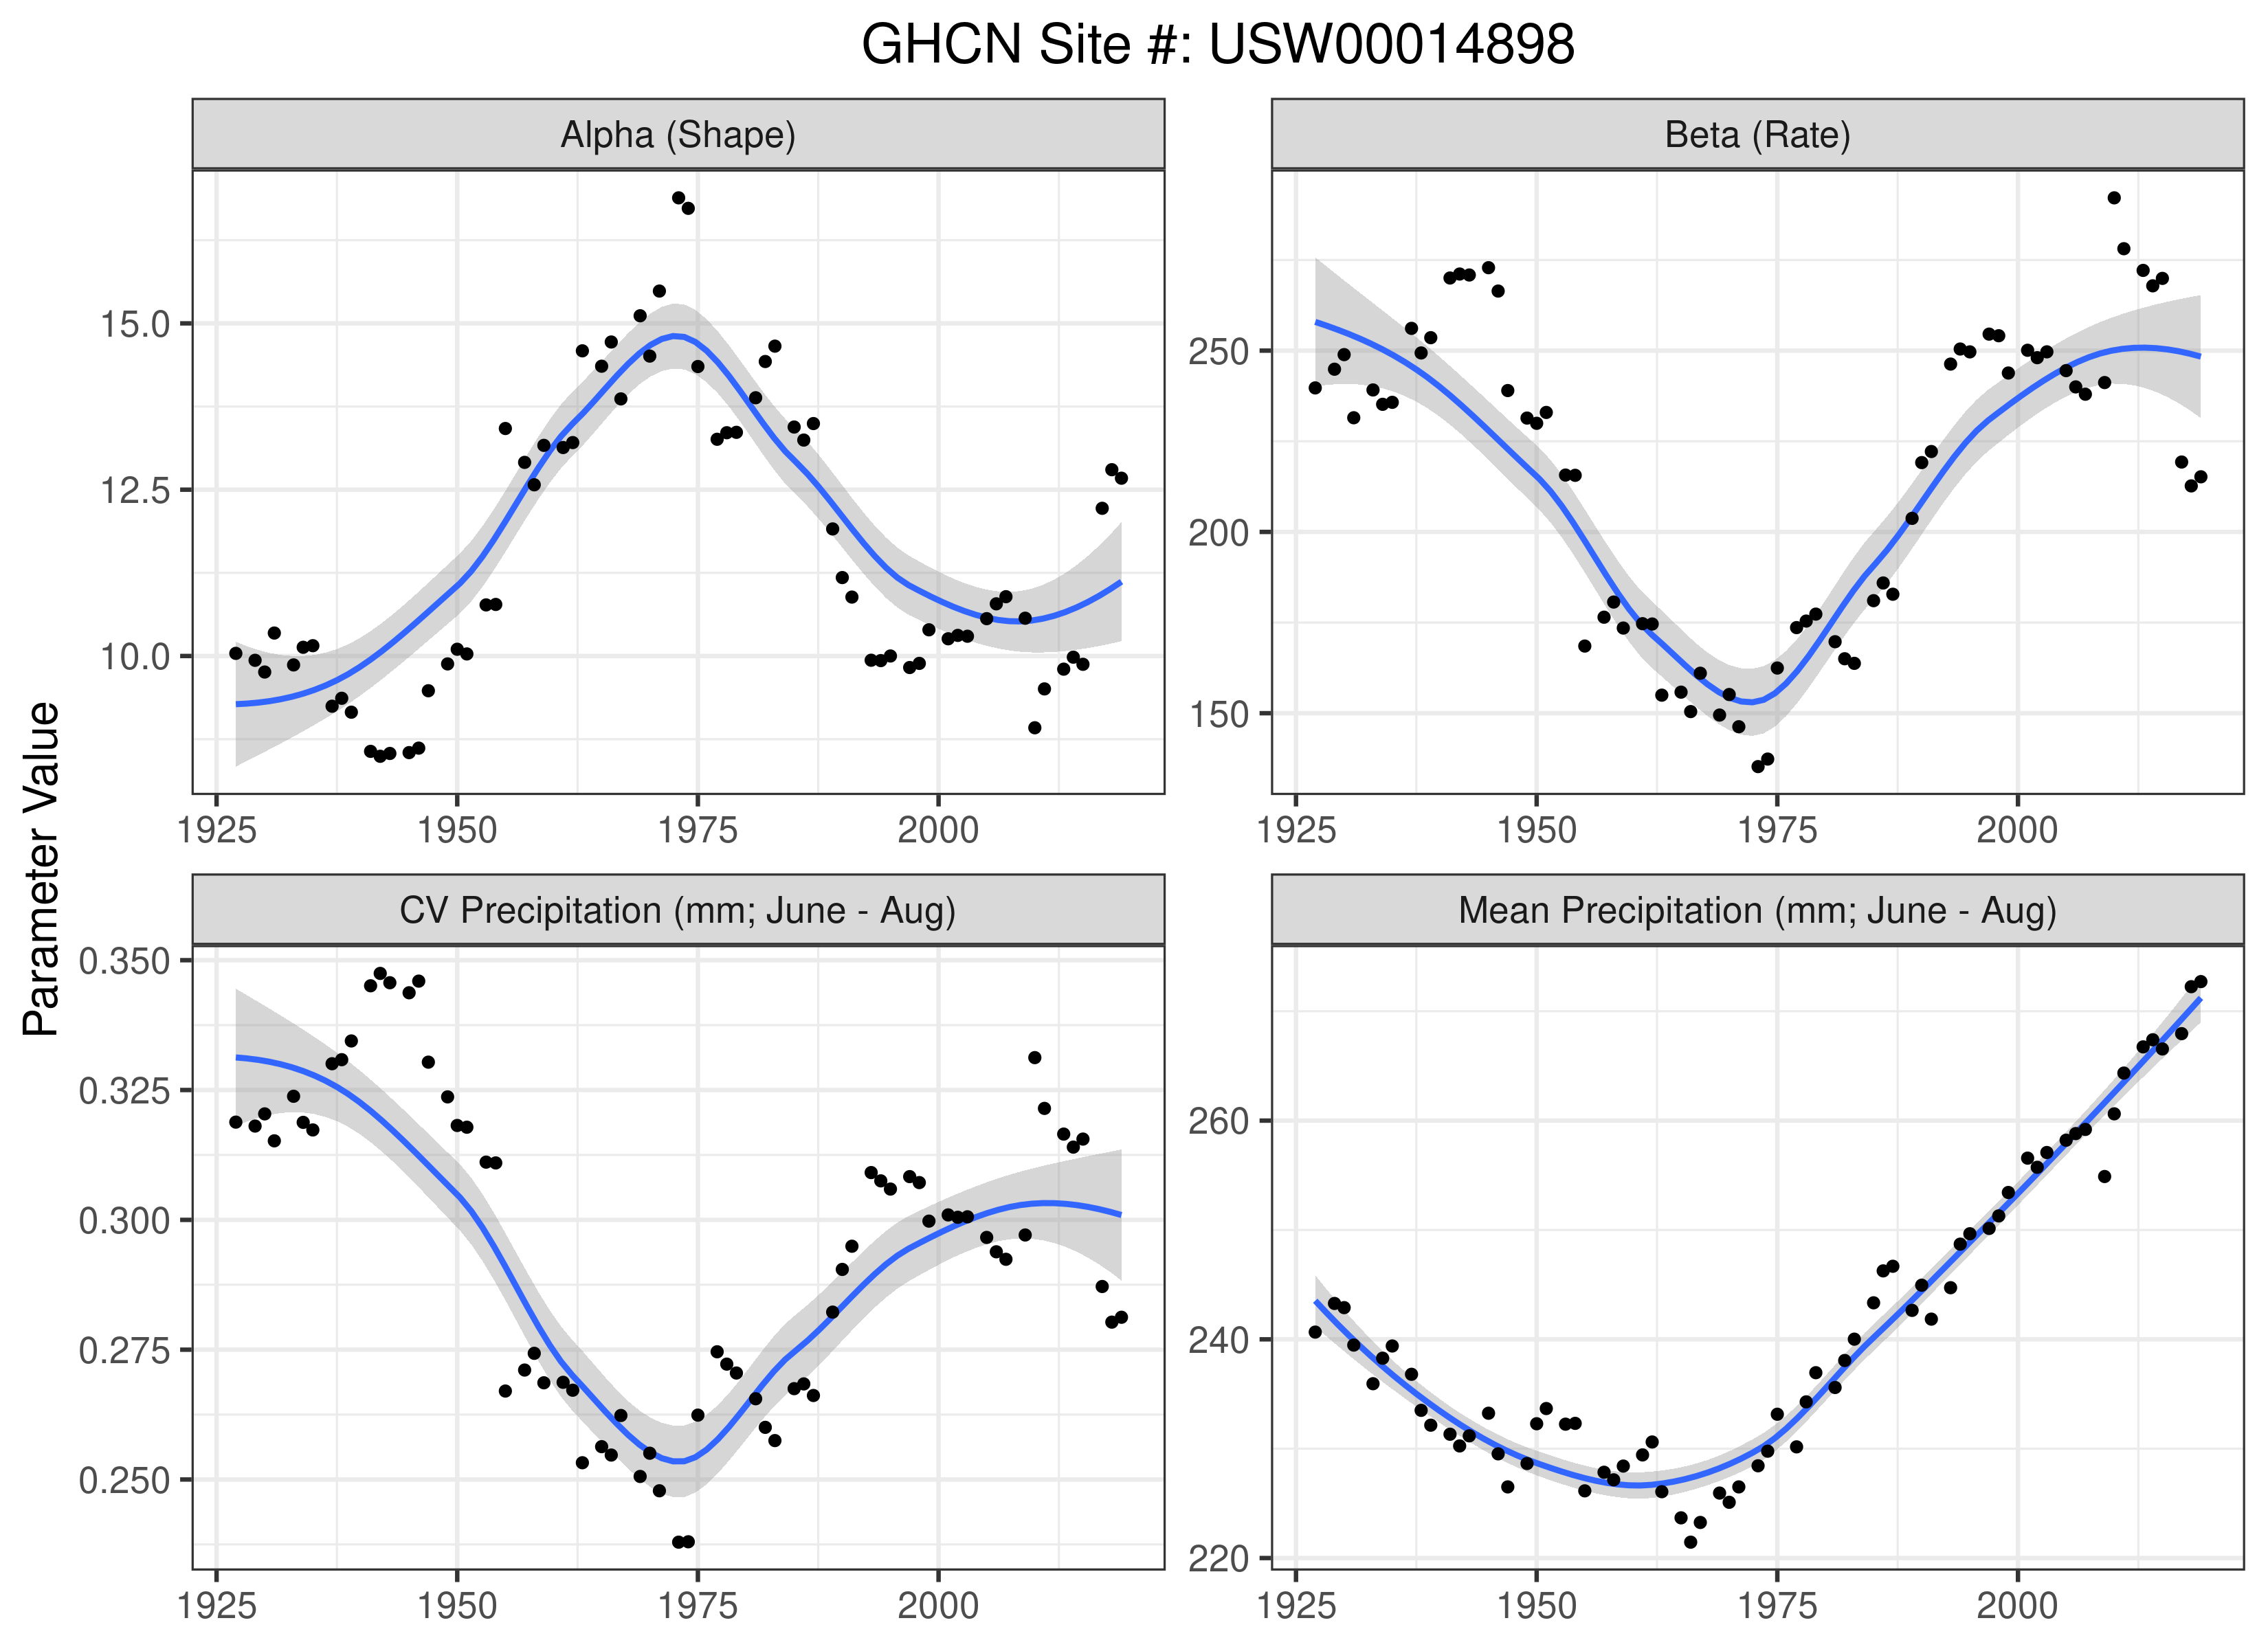 GHCN Site #: USW00014898
Alpha (Shape)
Beta (Rate)
15.0
12.5
10.0
250
200
150
1925 1950 1975 2000
1925 1950 1975 2000
Parameter Value
CV Precipitation (mm; June - Aug)
Mean Precipitation (mm; June - Aug)
0.350
0.325
0.300
0.275
0.250
260
240
220
1925 1950 1975 2000
1925 1950 1975 2000